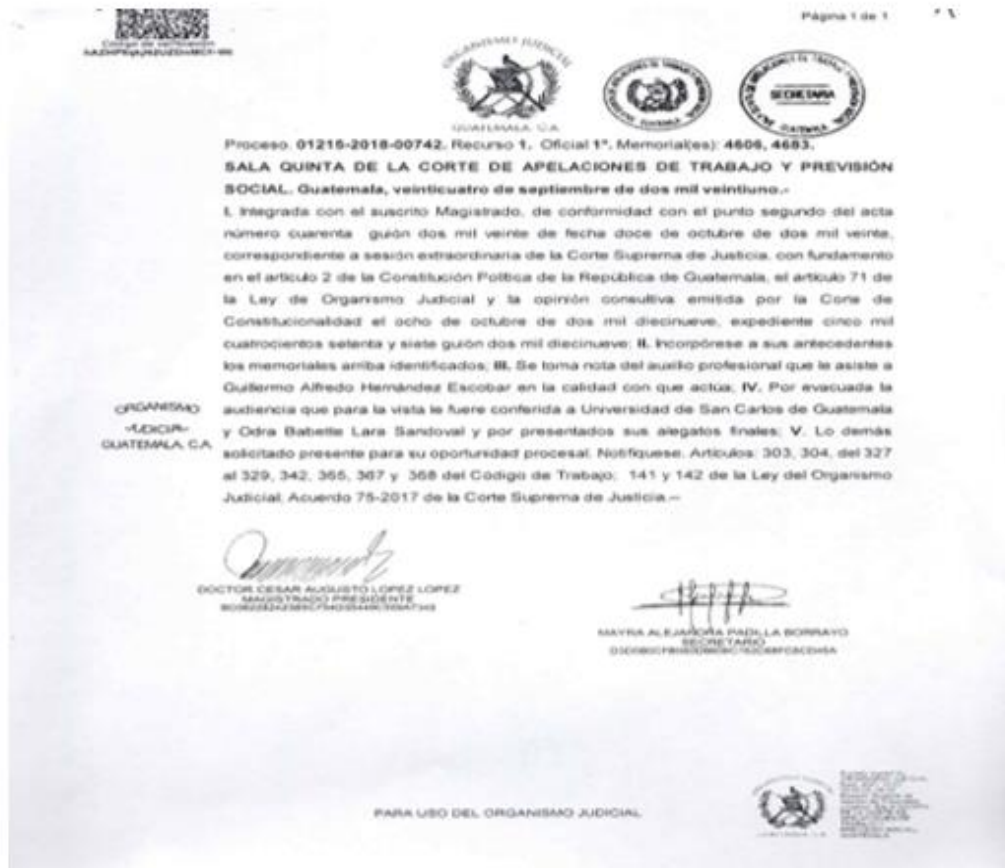 Página 1 de 1
Código de verificación
ORGANISMO JUDICIAL
GUATEMALA, C.A.
SECRETARIA
GUATEMALA
Proceso. 01215-2018-00742. Recurso 1. Oficial 1°. Memorial(es): 4606, 4683.
SALA QUINTA DE LA CORTE DE APELACIONES DE TRABAJO Y PREVISIÓN
SOCIAL. Guatemala, veinticuatro de septiembre de dos mil veintiuno.-
I. Integrada con el suscrito Magistrado, de conformidad con el punto segundo del acta
número cuarenta guión dos mil veinte de fecha doce de octubre de dos mil veinte,
correspondiente a sesión extraordinaria de la Corte Suprema de Justicia, con fundamento
en el artículo 2 de la Constitución Política de la República de Guatemala, el artículo 71 de
la Ley de Organismo Judicial y la opinión consultiva emitida por la Corte de
Constitucionalidad el ocho de octubre de dos mil diecinueve, expediente cinco mil
cuatrocientos setenta y siete guión dos mil diecinueve; II. Incorpórese a sus antecedentes
los memoriales arriba identificados; III. Se toma nota del auxilio profesional que le asiste a
Guillermo Alfredo Hernández Escobar en la calidad con que actúa; IV. Por evacuada la
audiencia que para la vista le fuere conferida a Universidad de San Carlos de Guatemala
y Odra Babette Lara Sandoval y por presentados sus alegatos finales; V. Lo demás
solicitado presente para su oportunidad procesal. Notifíquese. Artículos: 303, 304, del 327
al 329, 342, 365, 367 y 368 del Código de Trabajo; 141 y 142 de la Ley del Organismo
Judicial; Acuerdo 75-2017 de la Corte Suprema de Justicia.--
ORGANISMO
JUDICIAL
GUATEMALA, C.A.
DOCTOR CESAR AUGUSTO LOPEZ LOPEZ
MAGISTRADO PRESIDENTE
MAYRA ALEJANDRA PADILLA BORRAYO
SECRETARIO
PARA USO DEL ORGANISMO JUDICIAL